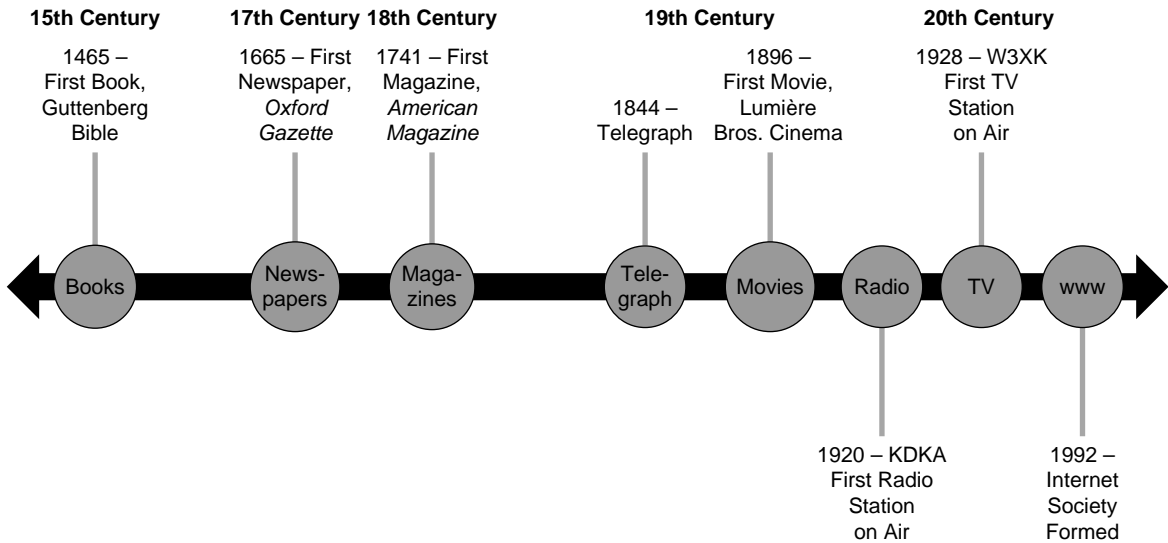 15th Century
17th Century
18th Century
19th Century
20th Century
1465 –
First Book,
Guttenberg
Bible
1665 – First
Newspaper,
Oxford
Gazette
1741 – First
Magazine,
American
Magazine
1844 –
Telegraph
1896 –
First Movie,
Lumière
Bros. Cinema
1928 – W3XK
First TV
Station
on Air
Books
News-
papers
Maga-
zines
Tele-
graph
Movies
Radio
TV
www
1920 – KDKA
First Radio
Station
on Air
1992 –
Internet
Society
Formed